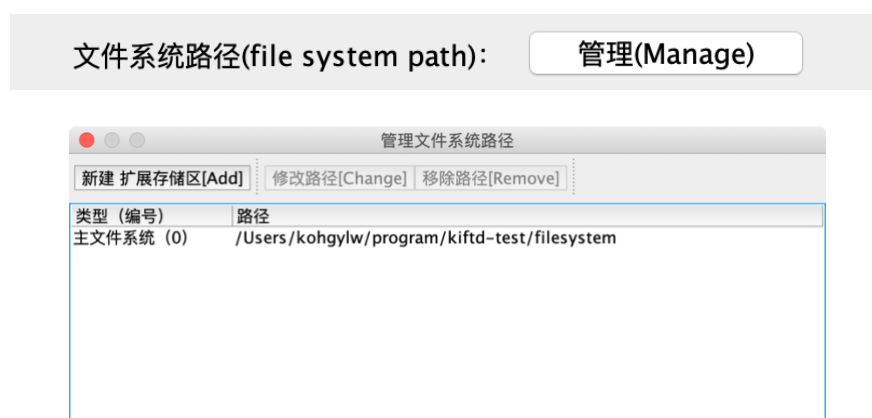 文件系统路径(file system path)： 管理(Manage)
管理文件系统路径
新建 扩展存储区[Add] 修改路径[Change] 移除路径[Remove]
类型（编号） 路径
主文件系统（0） /Users/kohgylw/program/kiftd-test/filesystem